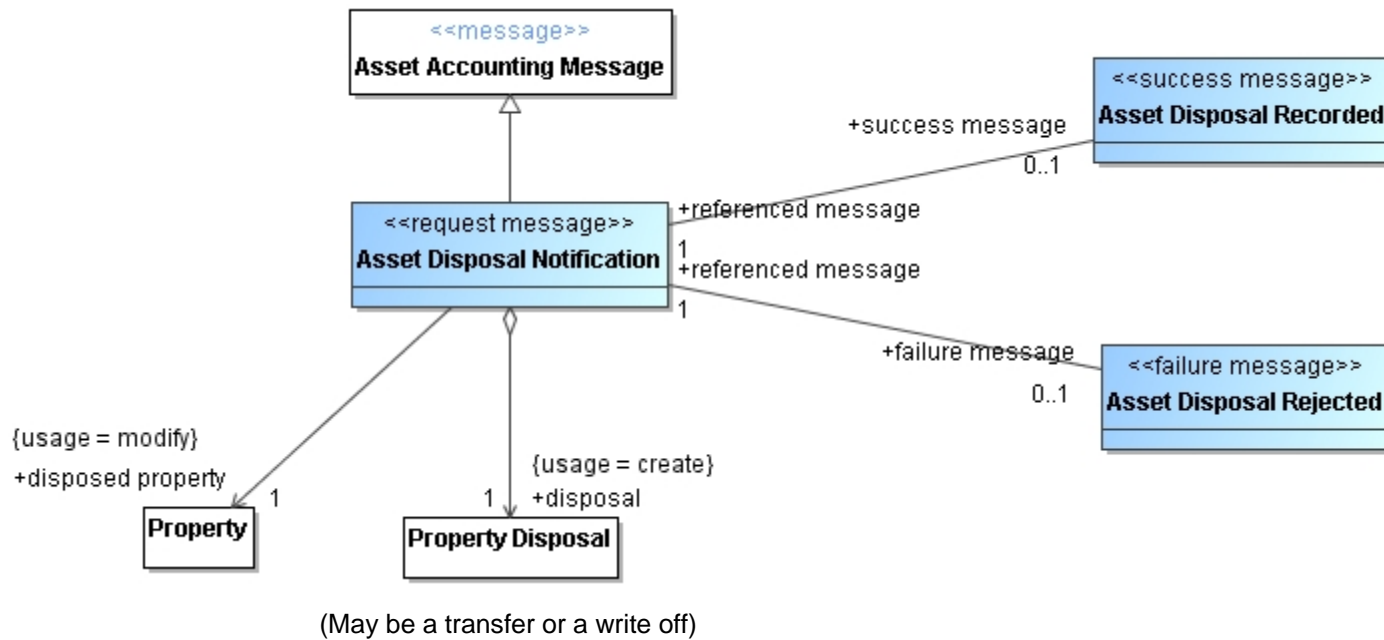 <<message>>
Asset Accounting Message
<<success message>>
Asset Disposal Recorded
+success message
0..1
<<request message>>
Asset Disposal Notification
+referenced message
1
+referenced message
1
+failure message
0..1
<<failure message>>
Asset Disposal Rejected
{usage = modify}
+disposed property
1
{usage = create}
1
+disposal
Property
Property Disposal
(May be a transfer or a write off)